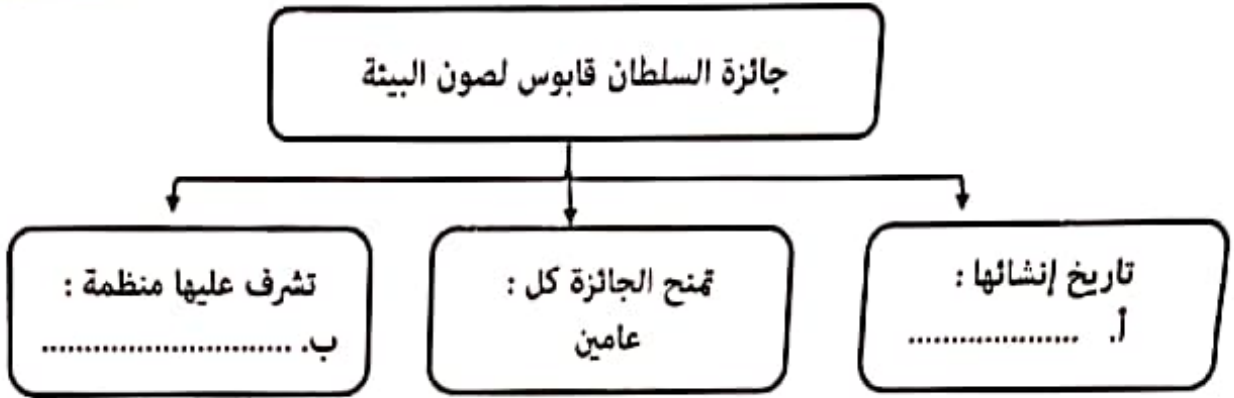 جائزة السلطان قابوس لصون البيئة
تاريخ إنشائها :
أ. ...................
تمنح الجائزة كل :
عامين
تشرف عليها منظمة :
ب. ............................